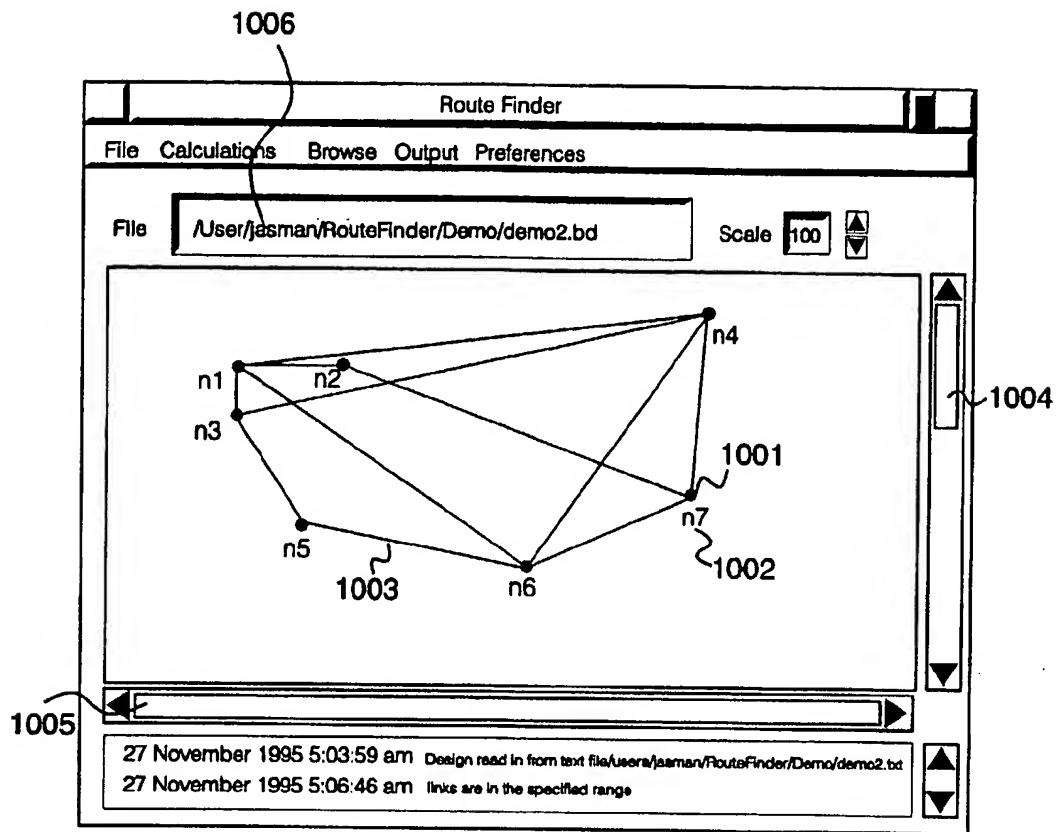 1006
Route Finder
File Calculations Browse Output Preferences
File /User/jasman/RouteFinder/Demo/demo2.bd Scale 100
n4
n1 n2
1004
n3
1001
n7
n5
1002
1003 n6
1005
27 November 1995 5:03:59 am Design read in from text file/users/jasman/RouteFinder/Demo/demo2.txt
27 November 1995 5:06:46 am links are in the specified range